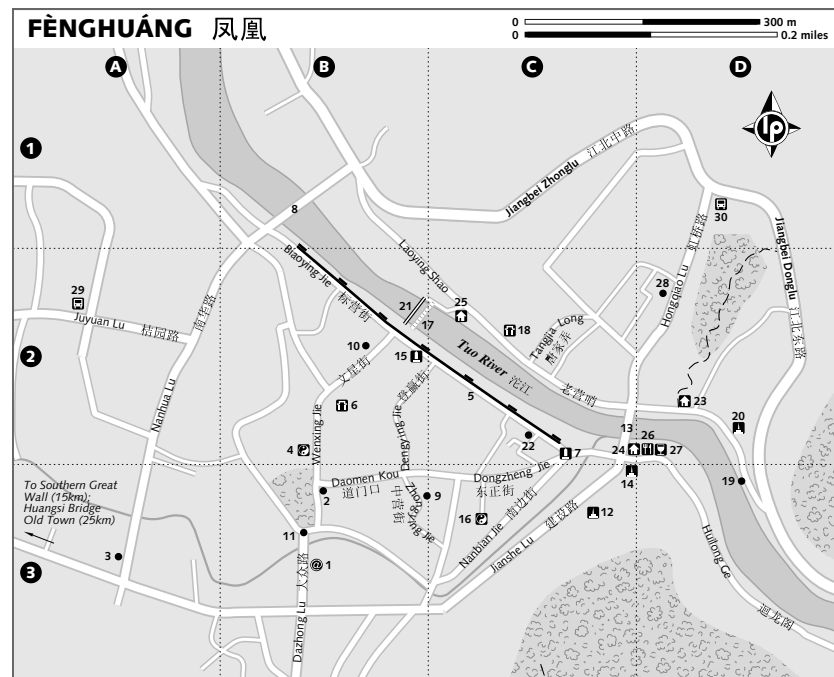 FÈNGHUÁNG 凤凰
0 300 m
0 0.2 miles
A B C D
1
2
3
lp
Jiangbei Zhonglu 江北中路
Jiangbei Donglu 江北东路
30
8
Biaoying Jie 标营街
Laoying Shao
老营哨
虹桥路
Hongqiao Lu
28
29
Juyuan Lu 桔园路
南华路
Nanhua Lu
21
17
25
18
Tangjia Long
唐家弄
10
15
Tuo River 沱江
5
文星街
Wenxing Jie
登瀛街
Dengying Jie
6
4
23
20
13
26
24
27
22
7
14
19
Daomen Kou
道门口
Dongzheng Jie
东正街
Zhongying Jie
中营街
2
9
16
Nanbian Jie 南边街
Jianshe Lu 建设路
12
To Southern Great
Wall (15km);
Huangsi Bridge
Old Town (25km)
3
11
@ 1
Dazhong Lu 大众路
Huilong Ge
迴龙阁